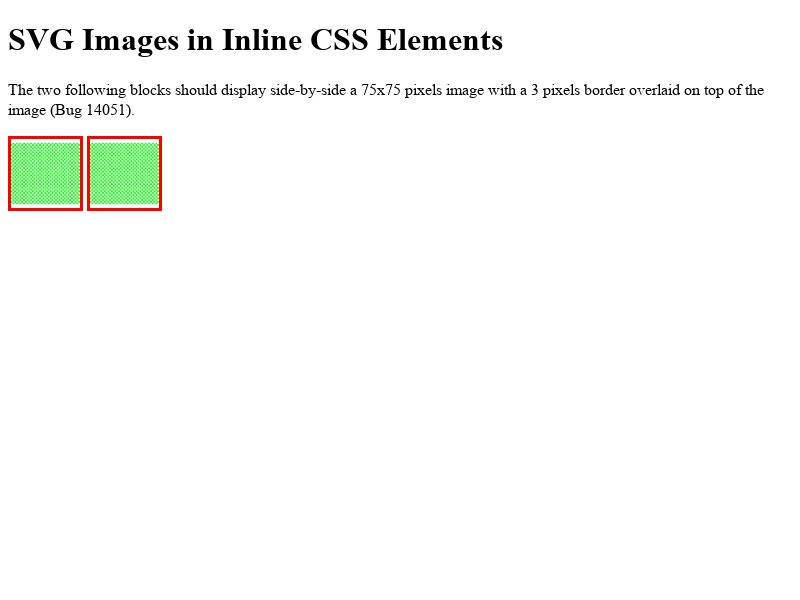 SVG Images in Inline CSS Elements
The two following blocks should display side-by-side a 75x75 pixels image with a 3 pixels border overlaid on top of the
image (Bug 14051).